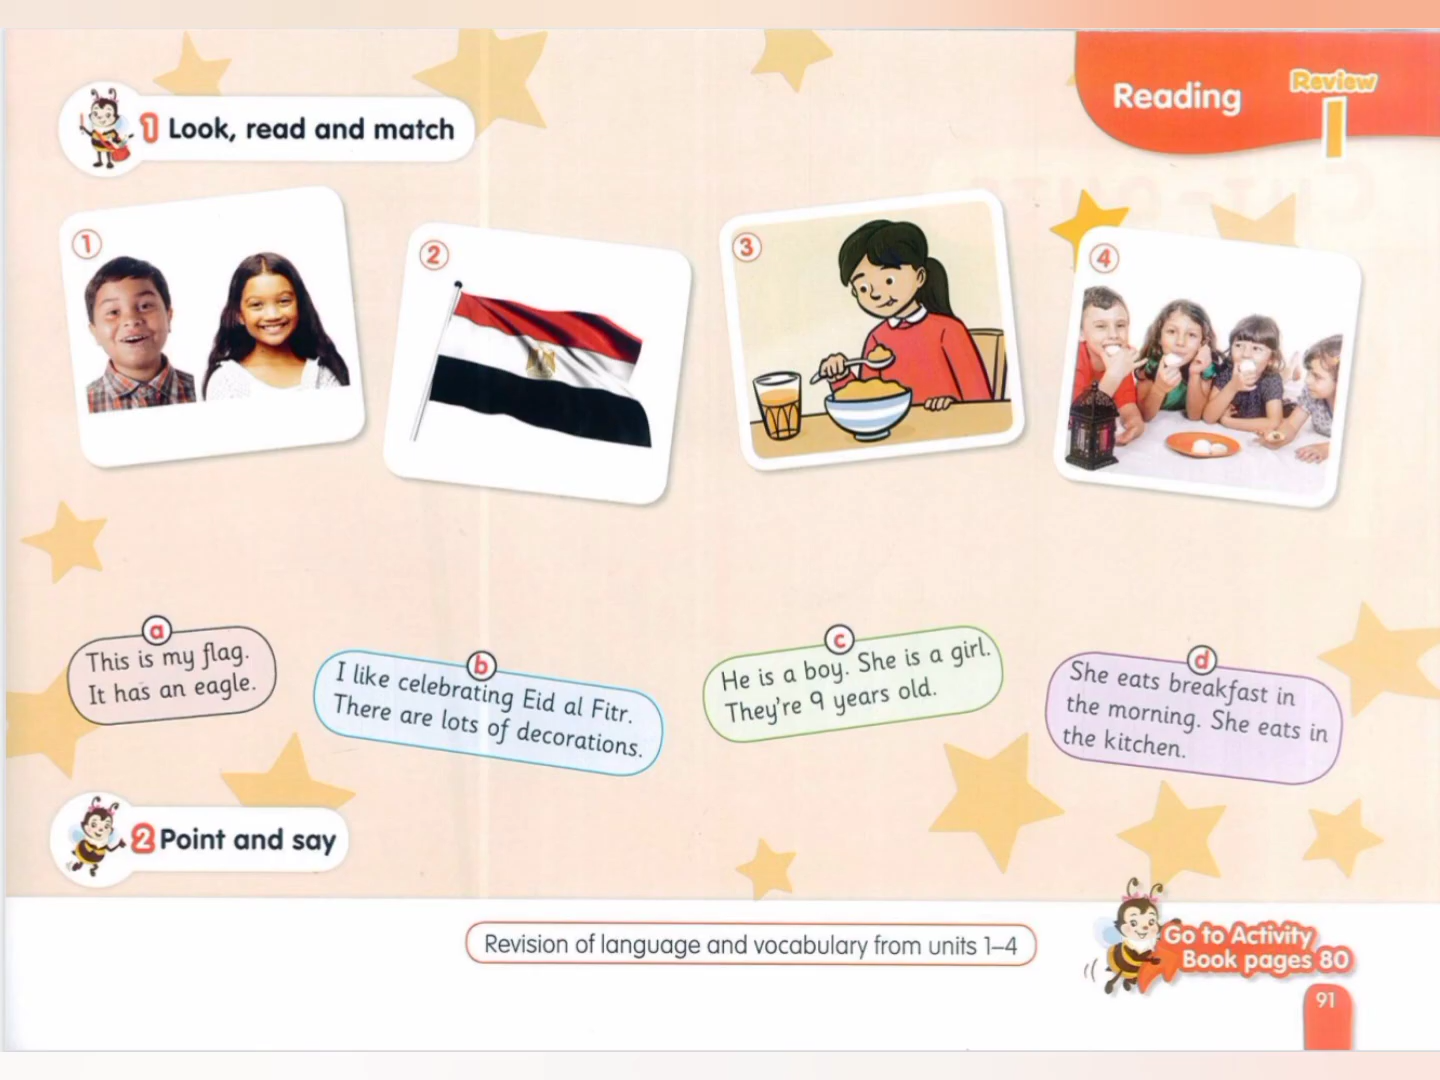 Reading
Review
1
1 Look, read and match
1
2
3
4
a
This is my flag.
It has an eagle.
b
I like celebrating Eid al Fitr.
There are lots of decorations.
c
He is a boy. She is a girl.
They're 9 years old.
d
She eats breakfast in
the morning. She eats in
the kitchen.
2 Point and say
Revision of language and vocabulary from units 1–4
Go to Activity
Book pages 80
91